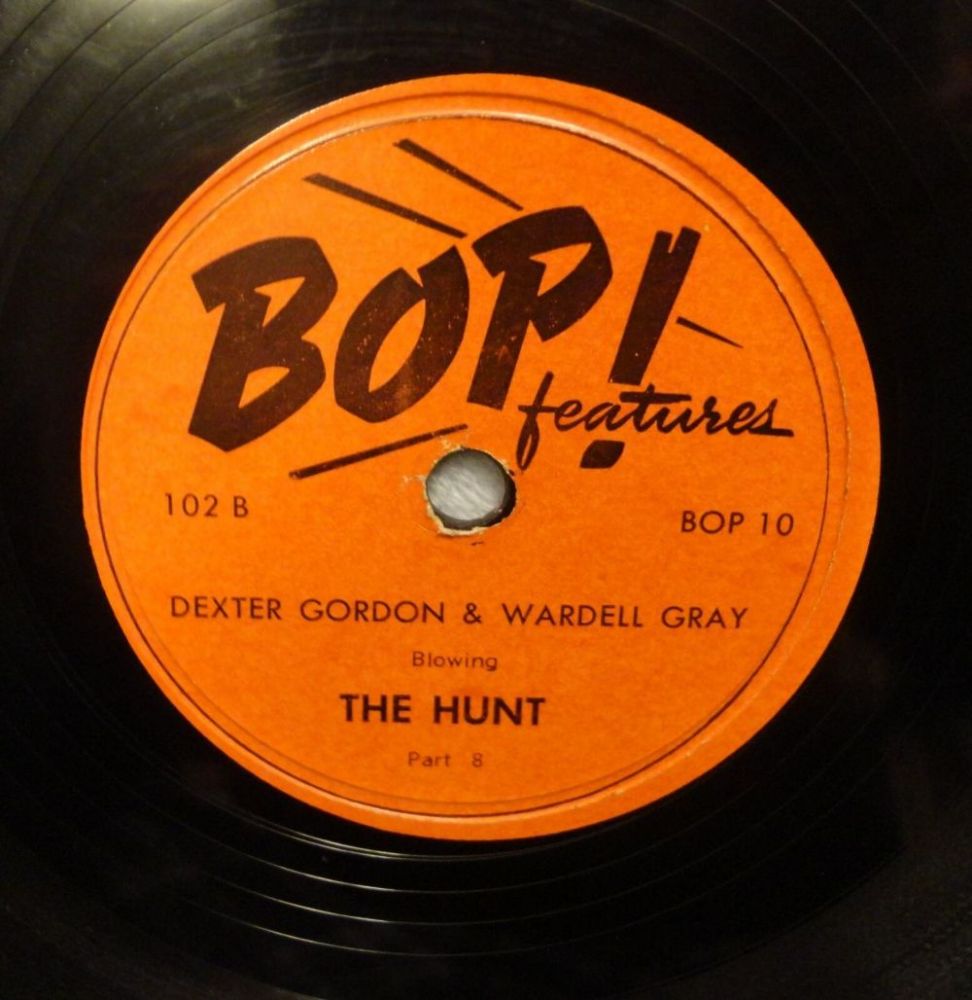 BOP!
features
102 B
BOP 10
DEXTER GORDON & WARDELL GRAY
Blowing
THE HUNT
Part 8